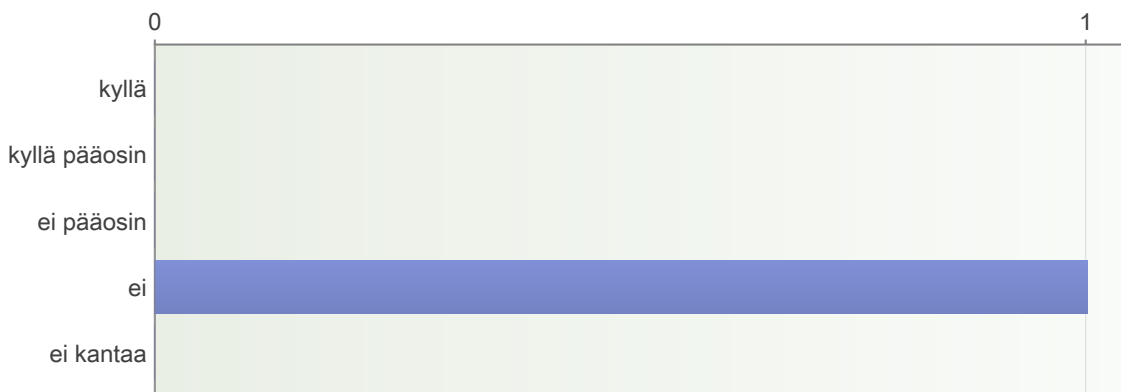 0 1
kyllä
kyllä pääosin
ei pääosin
ei
ei kantaa